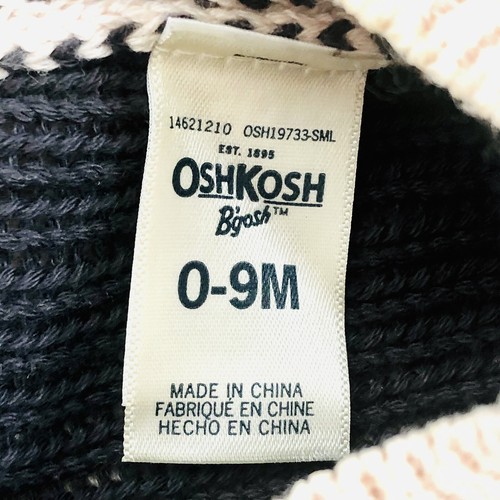 14621210 OSH19733-SML
EST. 1895
OSHKOSH
B'gosh™
0-9M
MADE IN CHINA
FABRIQUÉ EN CHINE
HECHO EN CHINA